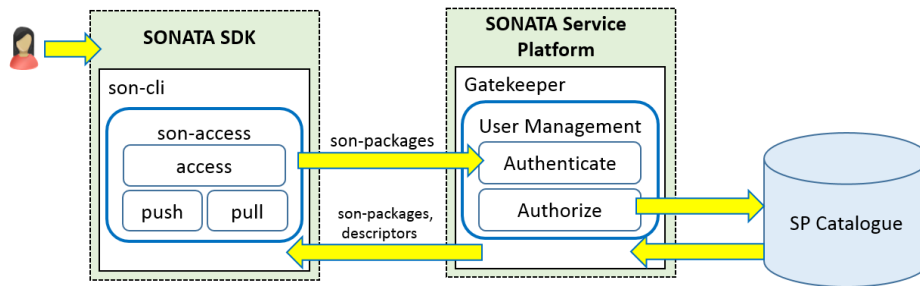 SONATA SDK
son-cli
son-access
access
push
pull
son-packages
son-packages,
descriptors
SONATA Service
Platform
Gatekeeper
User Management
Authenticate
Authorize
SP Catalogue